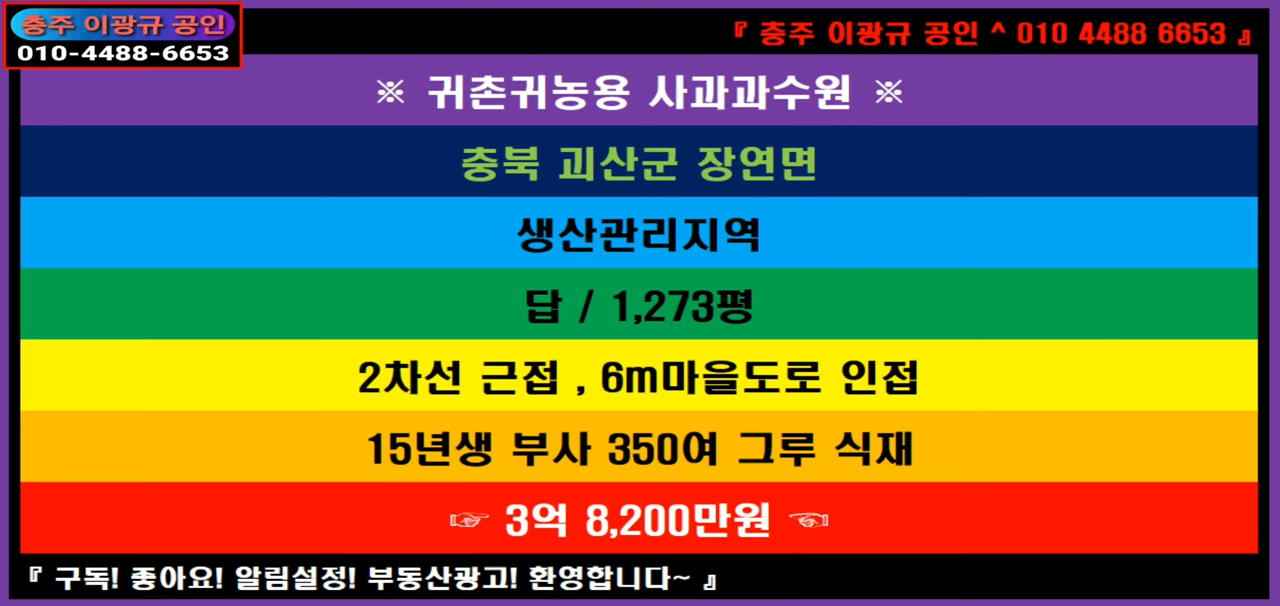 충주 이광규 공인
010-4488-6653
『 충주 이광규 공인 ^ 010 4488 6653 』
※ 귀촌귀농용 사과과수원 ※
충북 괴산군 장연면
생산관리지역
답 / 1,273평
2차선 근접 , 6m마을도로 인접
15년생 부사 350여 그루 식재
☞ 3억 8,200만원 ☜
『 구독! 좋아요! 알림설정! 부동산광고! 환영합니다~ 』